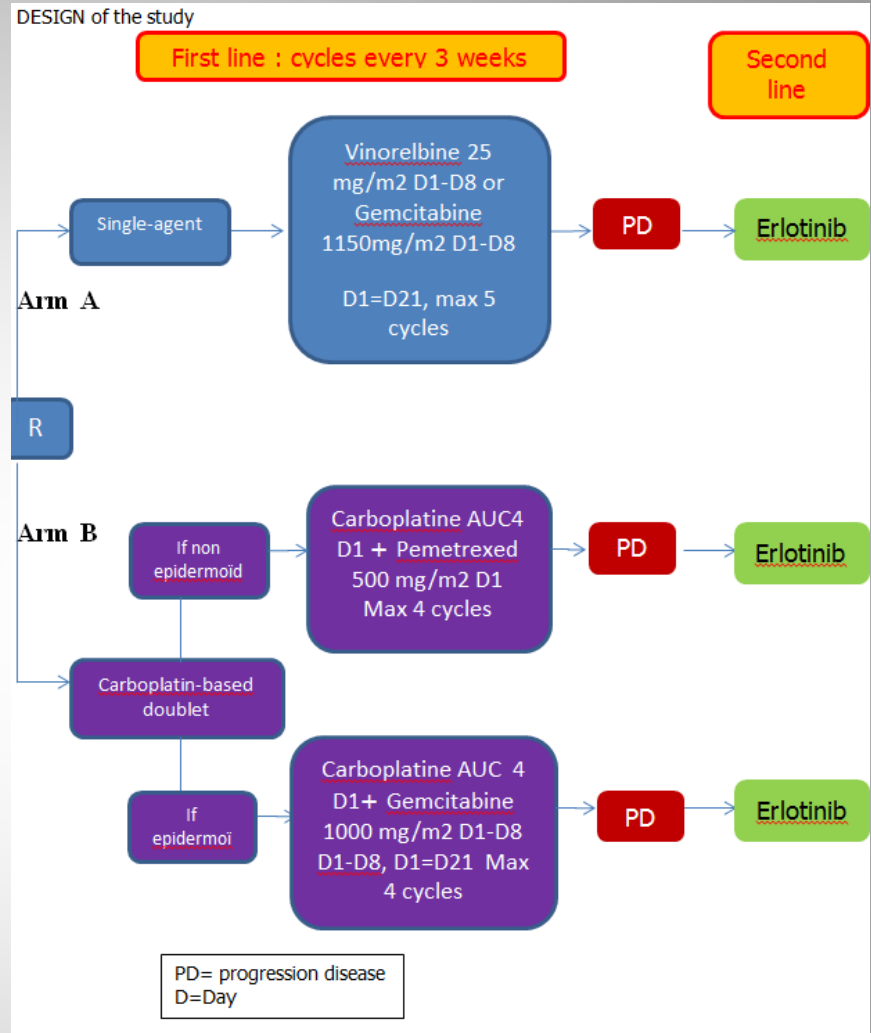 DESIGN of the study
First line : cycles every 3 weeks
Second
line
Single-agent
Vinorelbine 25
mg/m2 D1-D8 or
Gemcitabine
1150mg/m2 D1-D8
D1=D21, max 5
cycles
PD
Erlotinib
Arm A
R
Arm B
If non
epidermoïd
Carboplatine AUC4
D1 + Pemetrexed
500 mg/m2 D1
Max 4 cycles
PD
Erlotinib
Carboplatin-based
doublet
If
epidermoï
Carboplatine AUC 4
D1+ Gemcitabine
1000 mg/m2 D1-D8
D1-D8, D1=D21 Max
4 cycles
PD
Erlotinib
PD= progression disease
D=Day